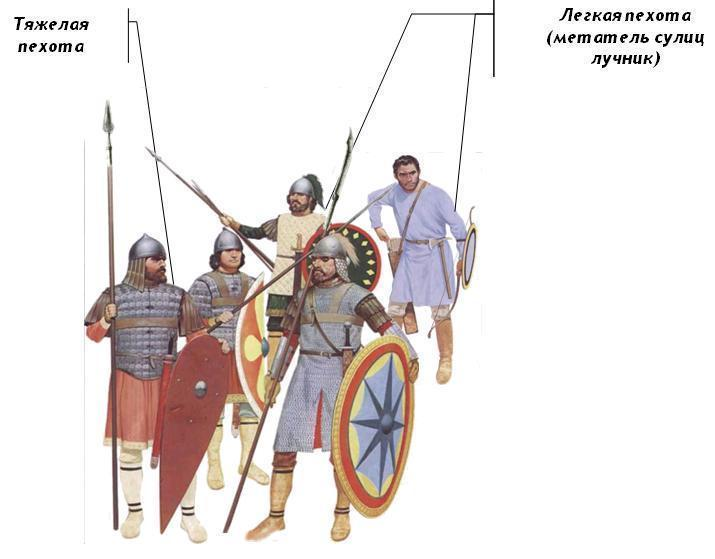 Тяжелая
пехота
Легкая пехота
(метатель сулиц
лучник)